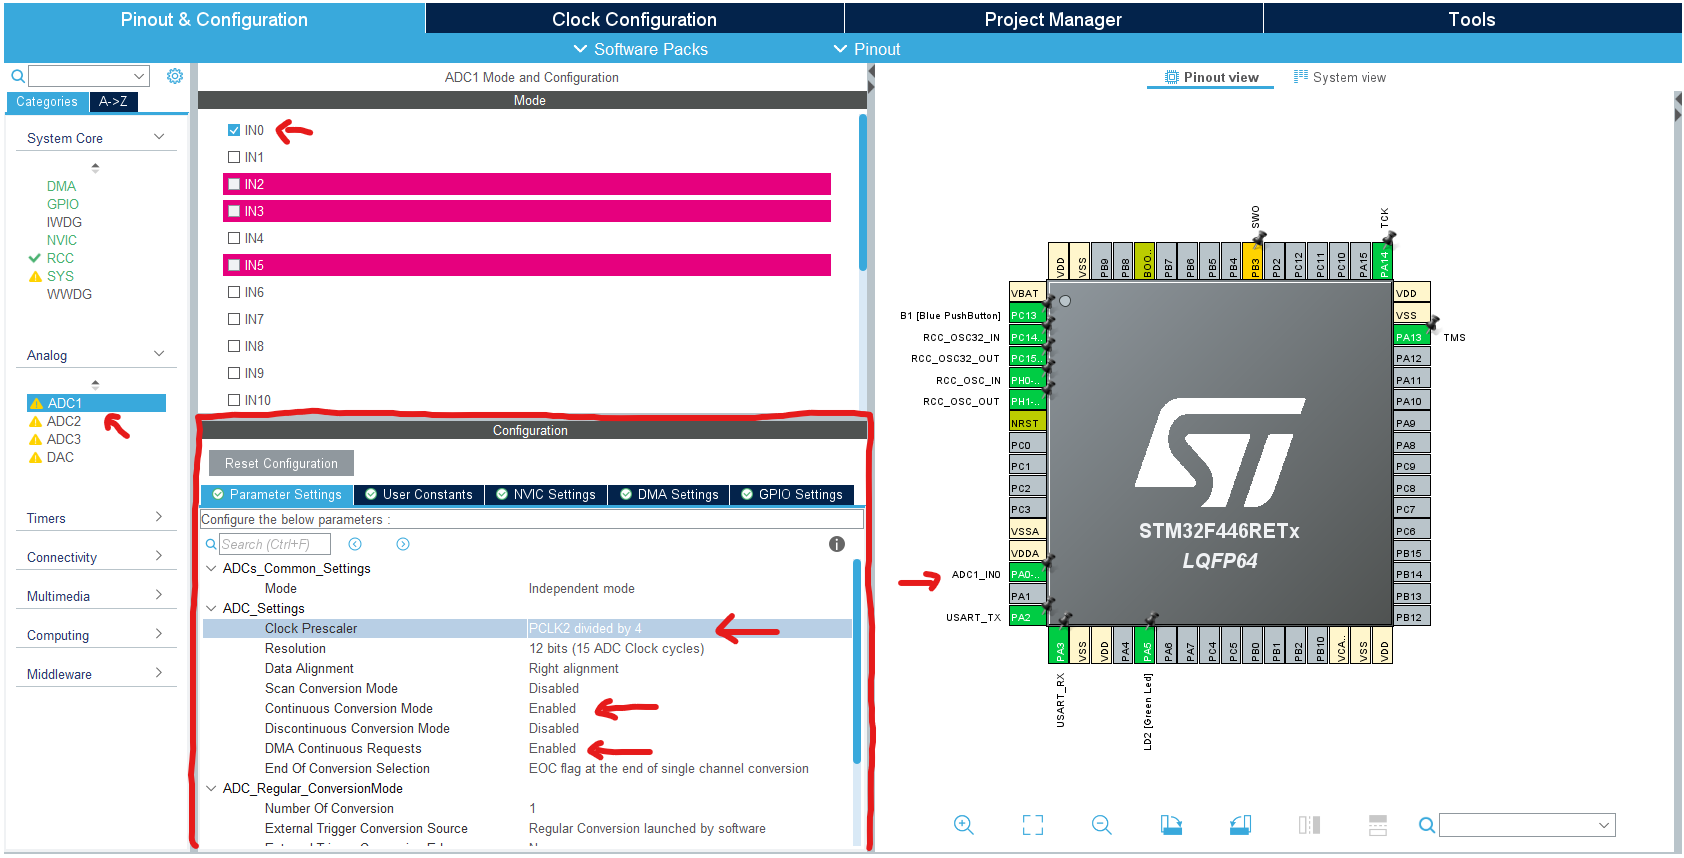 Pinout & Configuration
Clock Configuration
Project Manager
Tools
Software Packs
Pinout
Categories
A->Z
System Core
DMA
GPIO
IWDG
NVIC
RCC
SYS
WWDG
Analog
ADC1
ADC2
ADC3
DAC
Timers
Connectivity
Multimedia
Computing
Middleware
ADC1 Mode and Configuration
Mode
IN0
IN1
IN2
IN3
IN4
IN5
IN6
IN7
IN8
IN9
IN10
Configuration
Reset Configuration
Parameter Settings
User Constants
NVIC Settings
DMA Settings
GPIO Settings
Configure the below parameters :
Search (Ctrl+F)
ADCs_Common_Settings
Mode Independent mode
ADC_Settings
Clock Prescaler PCLK2 divided by 4
Resolution 12 bits (15 ADC Clock cycles)
Data Alignment Right alignment
Scan Conversion Mode Disabled
Continuous Conversion Mode Enabled
Discontinuous Conversion Mode Disabled
DMA Continuous Requests Enabled
End Of Conversion Selection EOC flag at the end of single channel conversion
ADC_Regular_ConversionMode
Number Of Conversion 1
External Trigger Conversion Source Regular Conversion launched by software
Pinout view
System view
SWO
TCK
VDD
VSS
PB9
PB8
BOO..
PB7
PB6
PB5
PB4
PB3
PD2
PC12
PC11
PC10
PA15
PA14
VBAT
B1 [Blue PushButton] PC13
RCC_OSC32_IN PC14..
RCC_OSC32_OUT PC15..
RCC_OSC_IN PH0-..
RCC_OSC_OUT PH1-..
NRST
PC0
PC1
PC2
PC3
VSSA
VDDA
ADC1_IN0 PA0-..
PA1
USART_TX PA2
STM32F446RETx
LQFP64
VDD
VSS
PA13 TMS
PA12
PA11
PA10
PA9
PA8
PC9
PC8
PC7
PC6
PB15
PB14
PB13
PB12
PA3
VSS
VDD
PA4
PA5
PA6
PA7
PC4
PC5
PB0
PB1
PB2
PB10
VCA..
VSS
VDD
USART_RX
LD2 [Green Led]